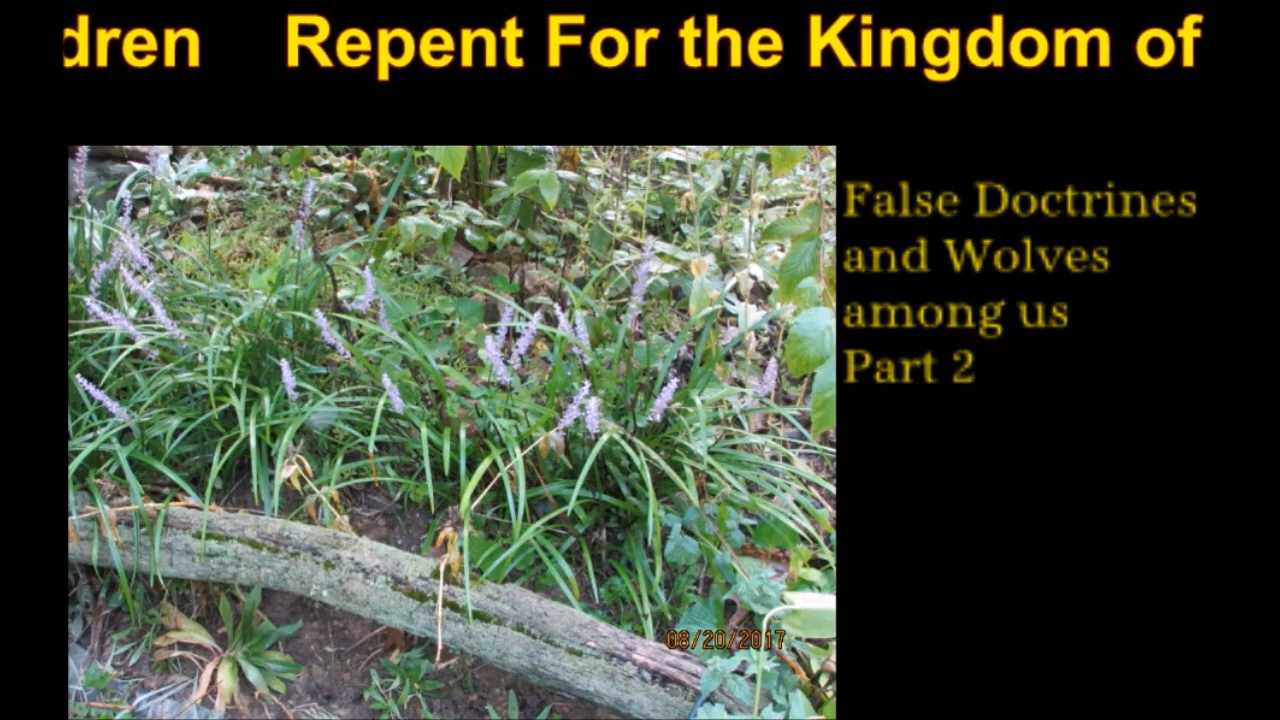 dren Repent For the Kingdom of
False Doctrines
and Wolves
among us
Part 2
08/20/2017